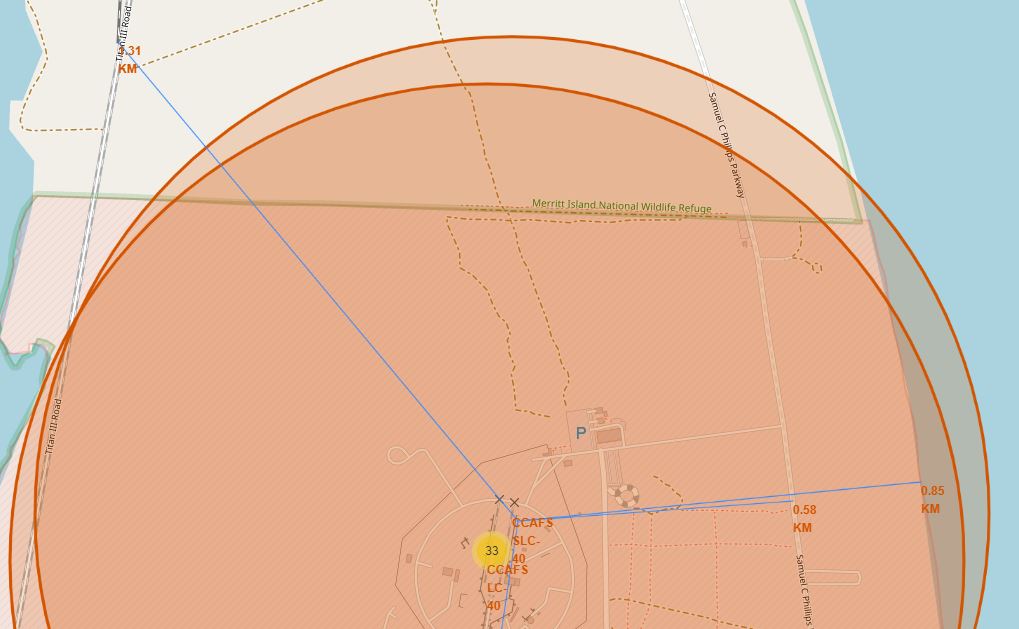 Titan III Road
1.31
KM
Samuel C Phillips Parkway
Merritt Island National Wildlife Refuge
Titan III Road
P
0.85
KM
0.58
KM
CCAFS
SLC-
40
33
CCAFS
LC-
40
Samuel C Phillips